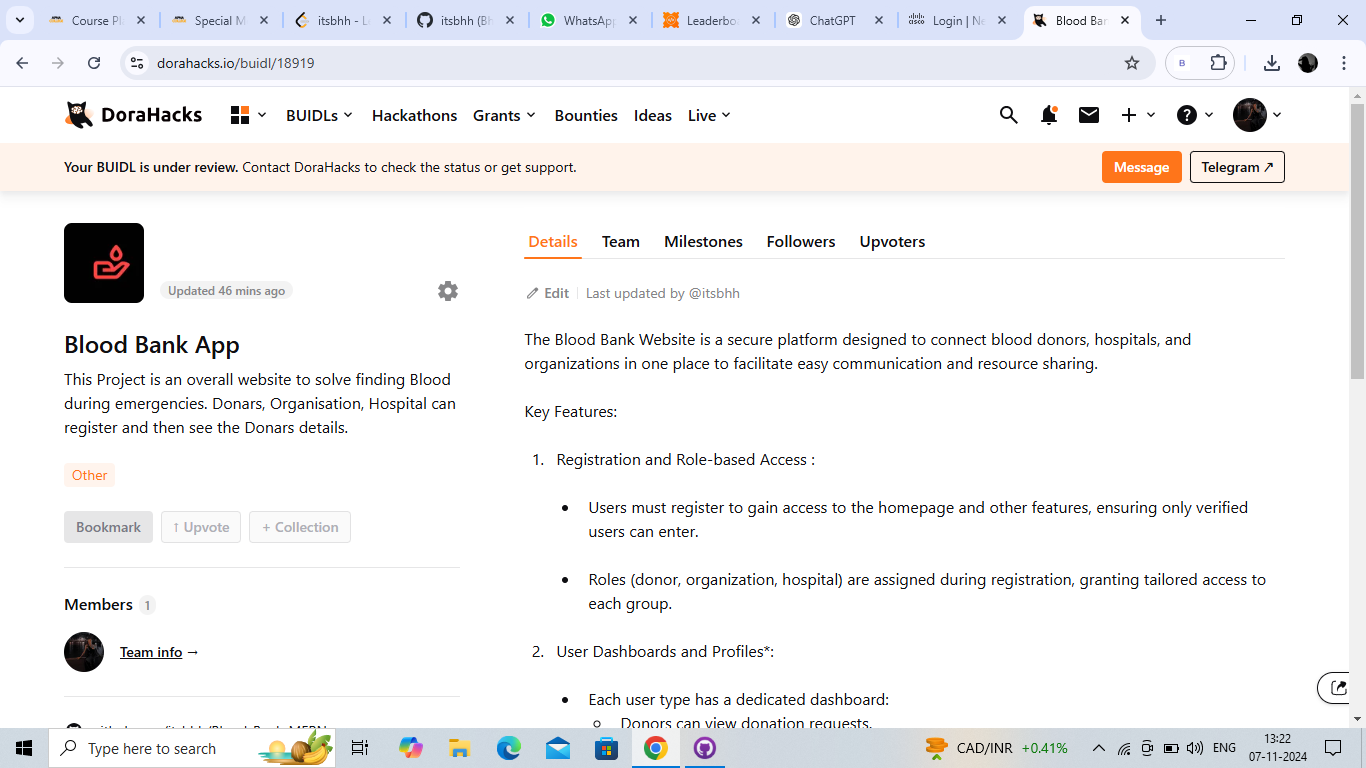 Course Pl
Special M
itsbhh - L
itsbhh (Bh
WhatsApp
Leaderbo
ChatGPT
Login | Ne
Blood Bar
dorahacks.io/buidl/18919
B
DoraHacks
BUIDLs
Hackathons
Grants
Bounties
Ideas
Live
Your BUIDL is under review. Contact DoraHacks to check the status or get support.
Message
Telegram ↗
Updated 46 mins ago
Blood Bank App
This Project is an overall website to solve finding Blood
during emergencies. Donars, Organisation, Hospital can
register and then see the Donars details.
Other
Bookmark
↑ Upvote
+ Collection
Members 1
Team info →
Details
Team
Milestones
Followers
Upvoters
Edit
Last updated by @itsbhh
The Blood Bank Website is a secure platform designed to connect blood donors, hospitals, and
organizations in one place to facilitate easy communication and resource sharing.
Key Features:
1. Registration and Role-based Access :
• Users must register to gain access to the homepage and other features, ensuring only verified
users can enter.
• Roles (donor, organization, hospital) are assigned during registration, granting tailored access to
each group.
2. User Dashboards and Profiles*:
• Each user type has a dedicated dashboard:
○ Donors can view donation requests.
Type here to search
CAD/INR +0.41%
ENG
13:22
07-11-2024